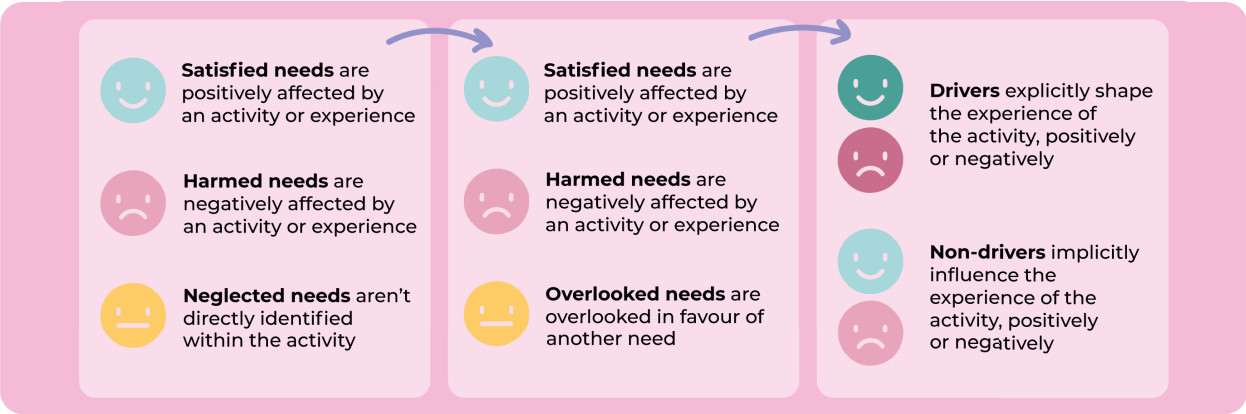 Satisfied needs are
positively affected by
an activity or experience
Harmed needs are
negatively affected by
an activity or experience
Neglected needs aren't
directly identified
within the activity
Satisfied needs are
positively affected by
an activity or experience
Harmed needs are
negatively affected by
an activity or experience
Overlooked needs are
overlooked in favour of
another need
Drivers explicitly shape
the experience of
the activity, positively
or negatively
Non-drivers implicitly
influence the
experience of the
activity, positively
or negatively